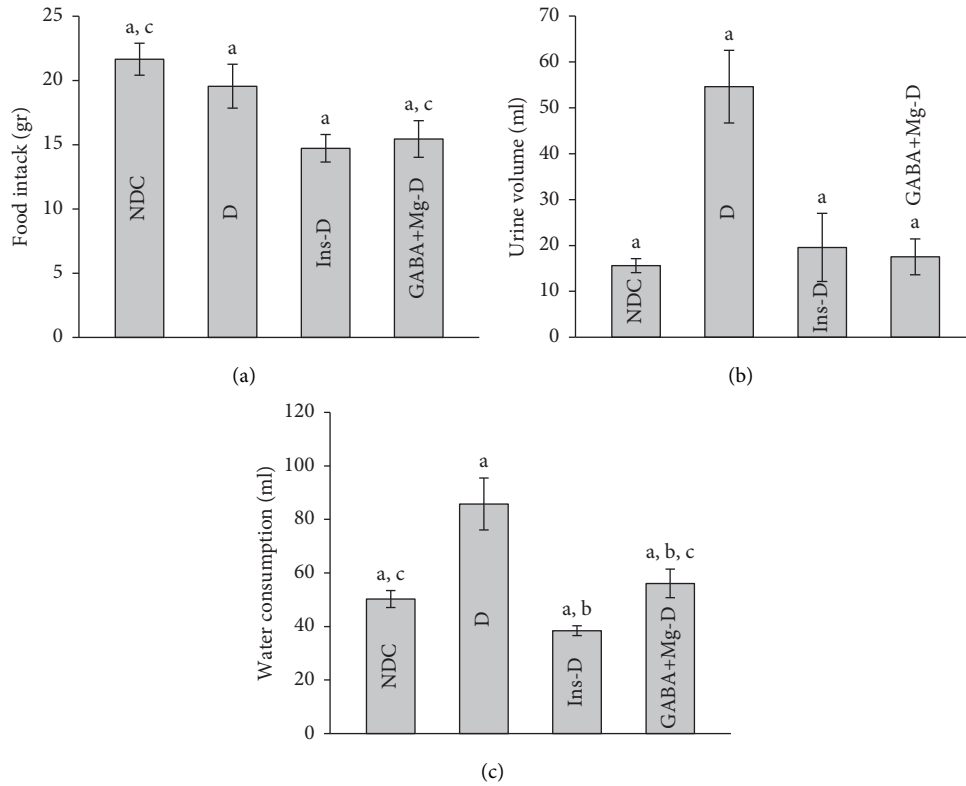 25
20
15
10
5
0
Food intack (gr)
a, c
a
a
a, c
NDC
D
Ins-D
GABA+Mg-D
(a)
70
60
50
40
30
20
10
0
Urine volume (ml)
a
a
a
a
NDC
D
Ins-D
GABA+Mg-D
(b)
120
100
80
60
40
20
0
Water consumption (ml)
a, c
a
a, b
a, b, c
NDC
D
Ins-D
GABA+Mg-D
(c)